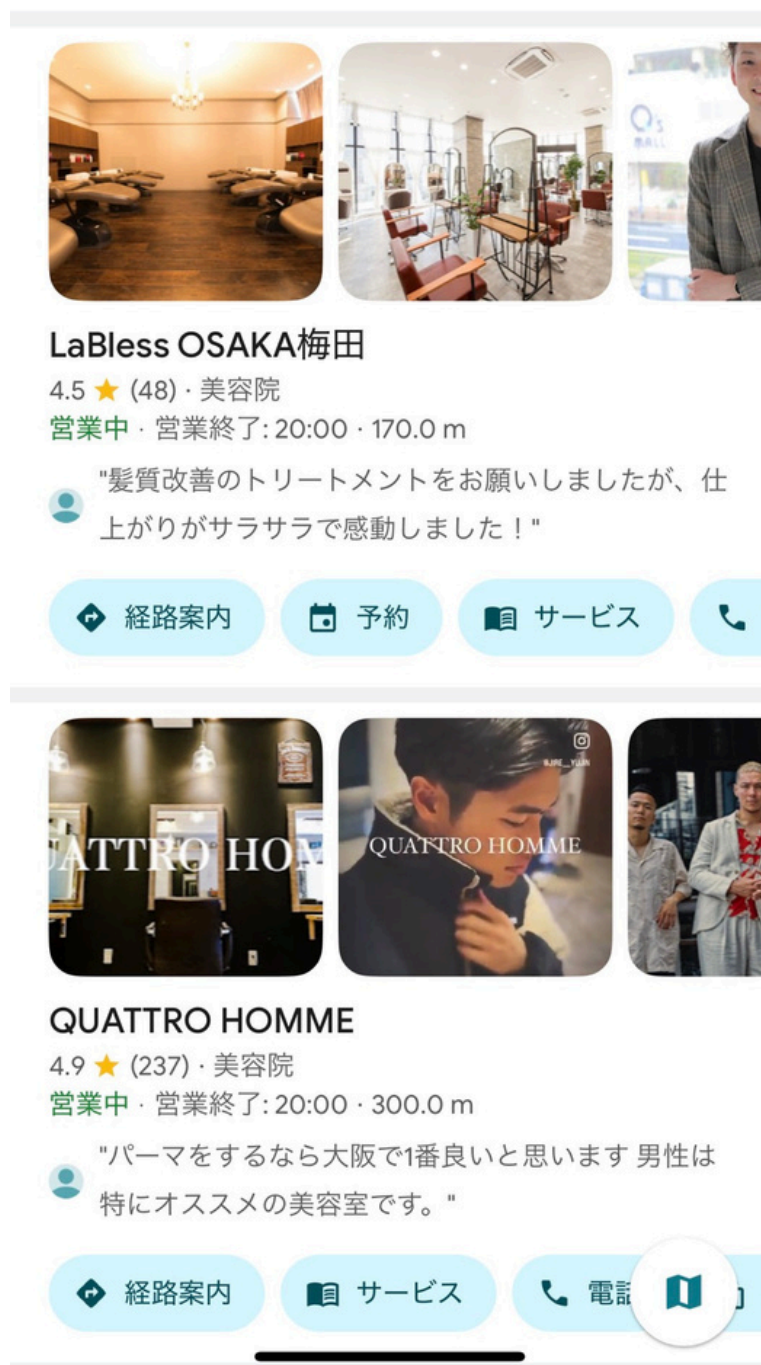 Q's
MALL
LaBless OSAKA梅田
4.5 ★ (48) · 美容院
営業中 · 営業終了: 20:00 · 170.0 m
"髪質改善のトリートメントをお願いしましたが、仕
上がりがサラサラで感動しました！"
経路案内 予約 サービス
UATTRO HOM
QUATTRO HOMME
QUATTRO HOMME
4.9 ★ (237) · 美容院
営業中 · 営業終了: 20:00 · 300.0 m
"パーマをするなら大阪で1番良いと思います 男性は
特にオススメの美容室です。"
経路案内 サービス 電話